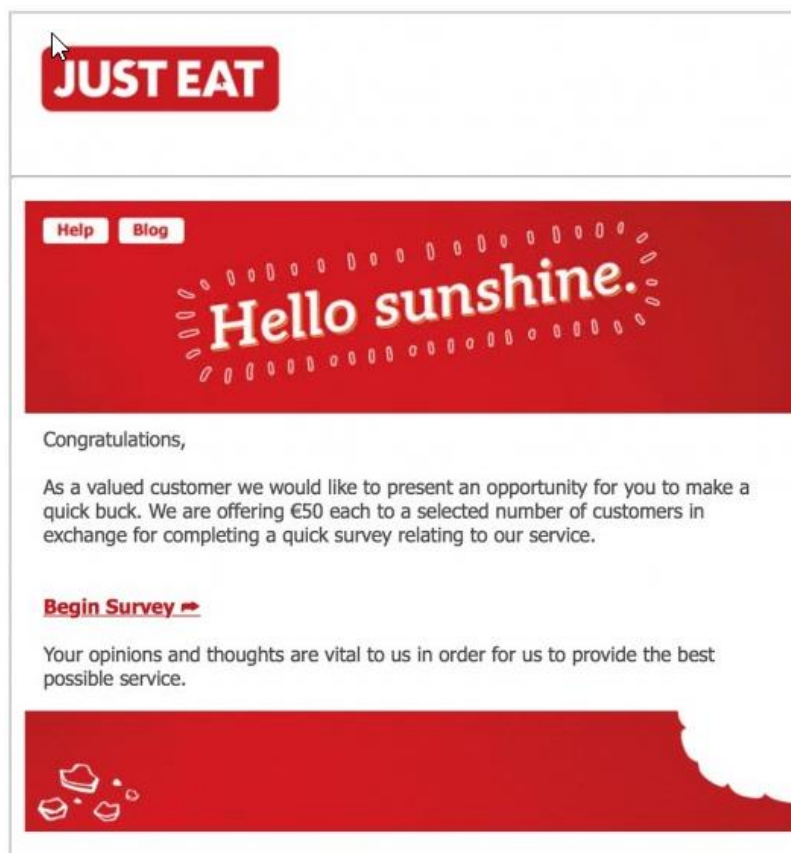 JUST EAT
Help Blog
Hello sunshine.
Congratulations,
As a valued customer we would like to present an opportunity for you to make a
quick buck. We are offering €50 each to a selected number of customers in
exchange for completing a quick survey relating to our service.
Begin Survey
Your opinions and thoughts are vital to us in order for us to provide the best
possible service.